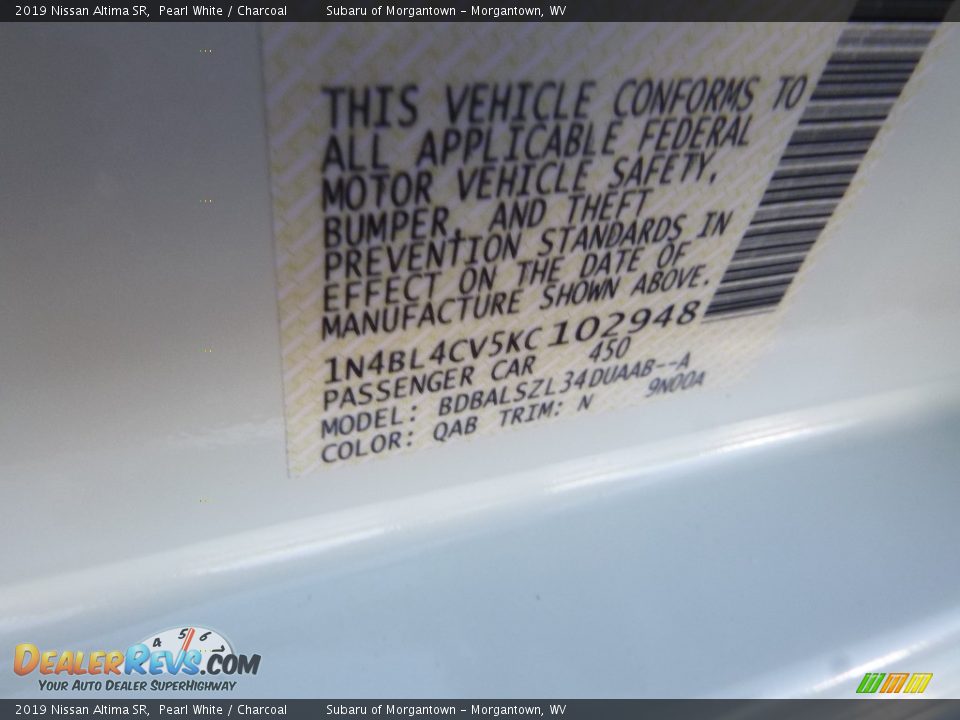 2019 Nissan Altima SR, Pearl White / Charcoal Subaru of Morgantown - Morgantown, WV
THIS VEHICLE CONFORMS TO
ALL APPLICABLE FEDERAL
MOTOR VEHICLE SAFETY,
BUMPER, AND THEFT
PREVENTION STANDARDS IN
EFFECT ON THE DATE OF
MANUFACTURE SHOWN ABOVE.
1N4BL4CV5KC102948
PASSENGER CAR 450
MODEL: BDBALSZL34DUAAB--A
COLOR: QAB TRIM: N 9N00A
4 5 6
DEALERREVS.COM
YOUR AUTO DEALER SUPERHIGHWAY
2019 Nissan Altima SR, Pearl White / Charcoal Subaru of Morgantown - Morgantown, WV